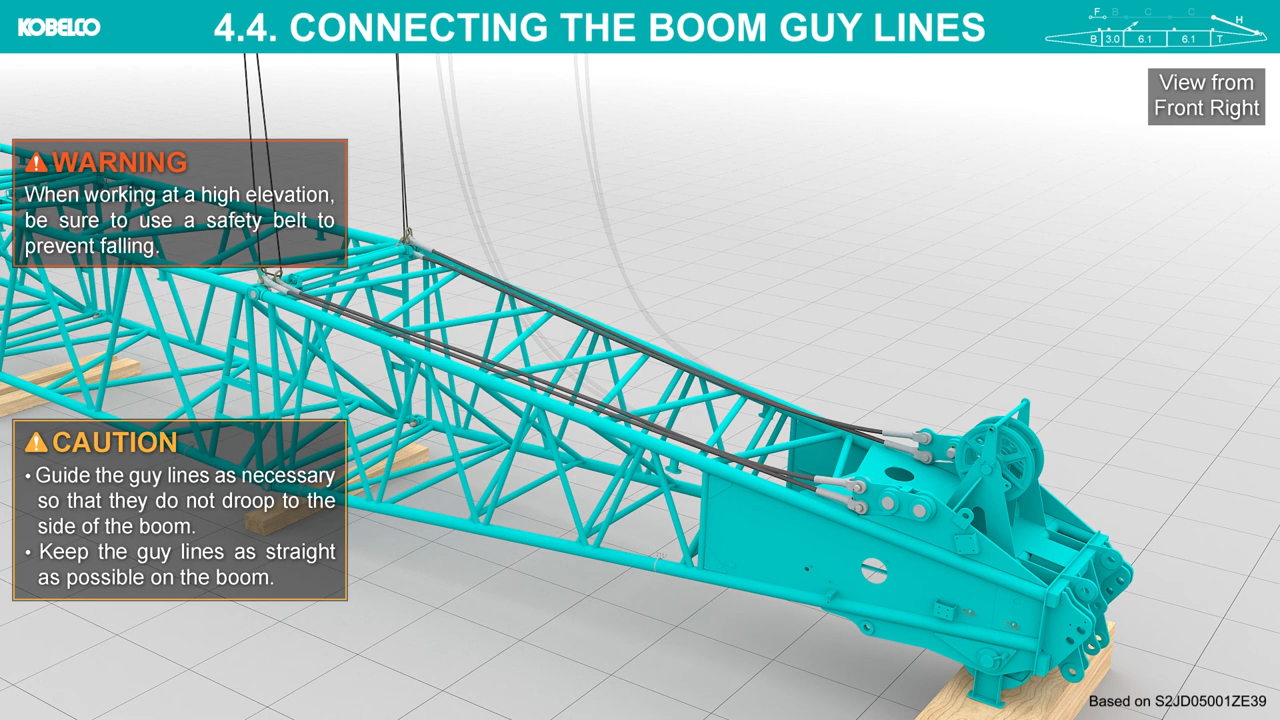 KOBELCO
4.4. CONNECTING THE BOOM GUY LINES
F B C C H
B 3.0 6.1 6.1 T
View from
Front Right
WARNING
When working at a high elevation,
be sure to use a safety belt to
prevent falling.
CAUTION
• Guide the guy lines as necessary
so that they do not droop to the
side of the boom.
• Keep the guy lines as straight
as possible on the boom.
Based on S2JD05001ZE39